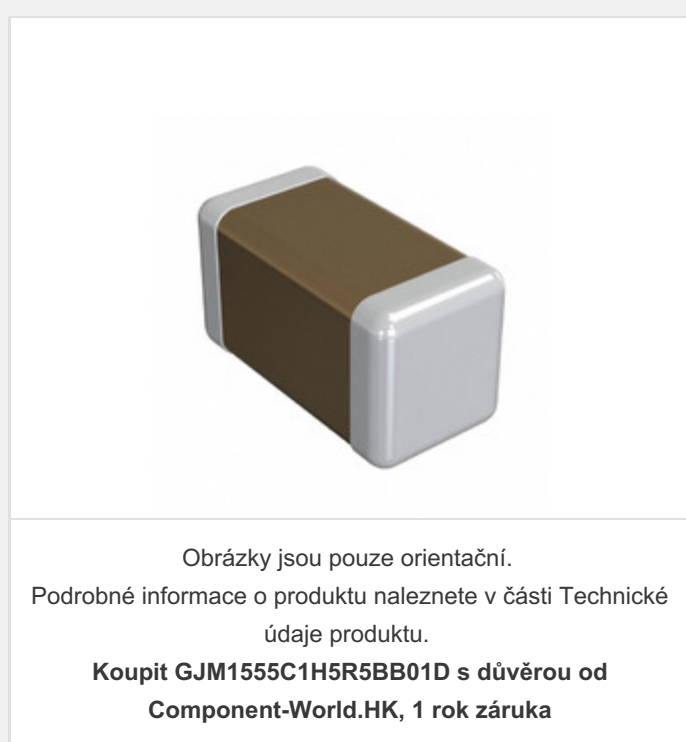 Obrázky jsou pouze orientační.
Podrobné informace o produktu naleznete v části Technické
údaje produktu.
Koupit GJM1555C1H5R5BB01D s důvěrou od
Component-World.HK, 1 rok záruka